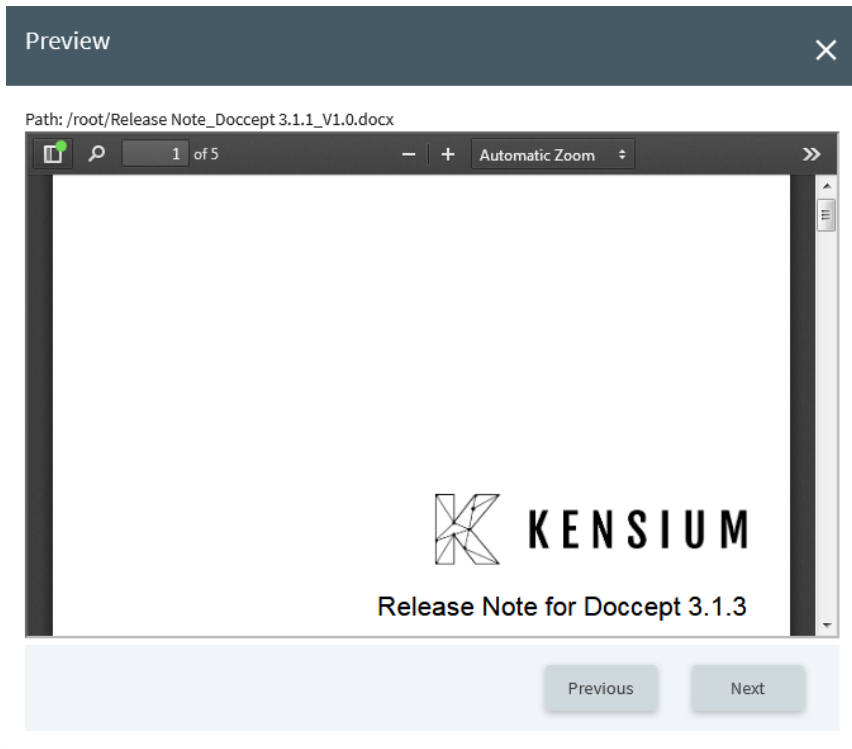 Preview
Path: /root/Release Note_Doccept 3.1.1_V1.0.docx
1 of 5 Automatic Zoom
KENSIUM
Release Note for Doccept 3.1.3
Previous Next